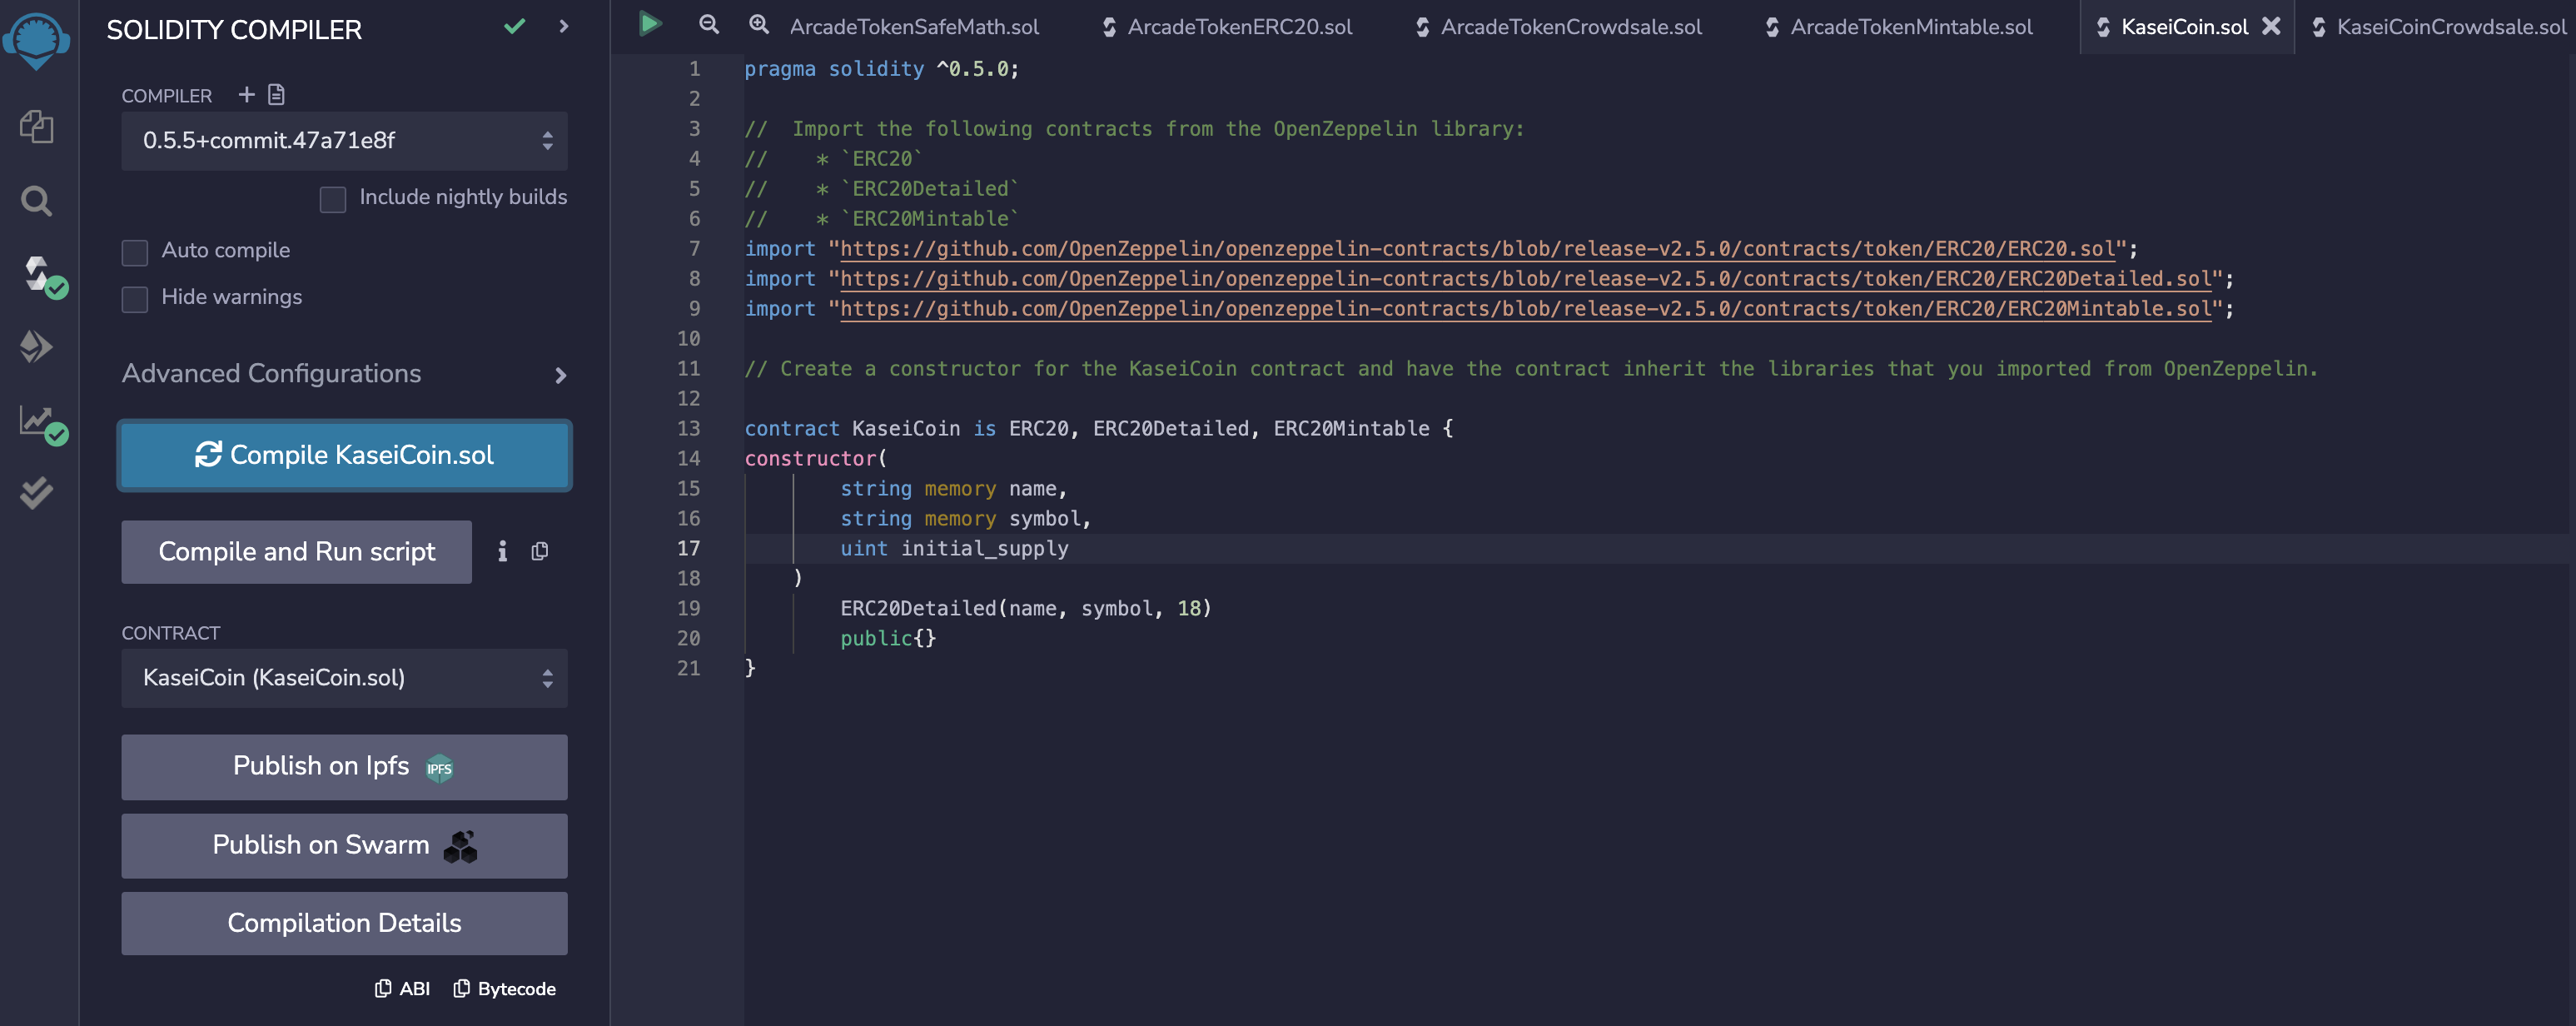 SOLIDITY COMPILER
COMPILER
0.5.5+commit.47a71e8f
Include nightly builds
Auto compile
Hide warnings
Advanced Configurations
Compile KaseiCoin.sol
Compile and Run script
CONTRACT
KaseiCoin (KaseiCoin.sol)
Publish on Ipfs IPFS
Publish on Swarm
Compilation Details
ABI Bytecode
ArcadeTokenSafeMath.sol ArcadeTokenERC20.sol ArcadeTokenCrowdsale.sol ArcadeTokenMintable.sol KaseiCoin.sol KaseiCoinCrowdsale.sol
1 pragma solidity ^0.5.0;
2
3 //  Import the following contracts from the OpenZeppelin library:
4 //    * `ERC20`
5 //    * `ERC20Detailed`
6 //    * `ERC20Mintable`
7 import "https://github.com/OpenZeppelin/openzeppelin-contracts/blob/release-v2.5.0/contracts/token/ERC20/ERC20.sol";
8 import "https://github.com/OpenZeppelin/openzeppelin-contracts/blob/release-v2.5.0/contracts/token/ERC20/ERC20Detailed.sol";
9 import "https://github.com/OpenZeppelin/openzeppelin-contracts/blob/release-v2.5.0/contracts/token/ERC20/ERC20Mintable.sol";
10
11 // Create a constructor for the KaseiCoin contract and have the contract inherit the libraries that you imported from OpenZeppelin.
12
13 contract KaseiCoin is ERC20, ERC20Detailed, ERC20Mintable {
14 constructor(
15         string memory name,
16         string memory symbol,
17         uint initial_supply
18     )
19         ERC20Detailed(name, symbol, 18)
20         public{}
21 }